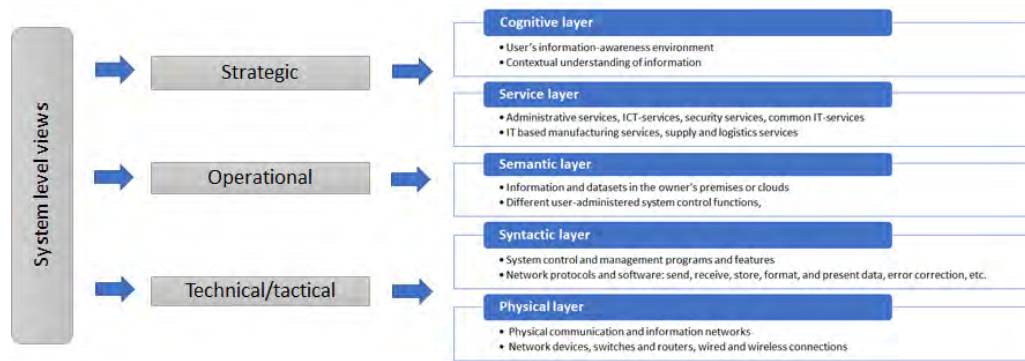 System level views
Strategic
Operational
Technical/tactical
Cognitive layer
• User's information-awareness environment
• Contextual understanding of information
Service layer
• Administrative services, ICT-services, security services, common IT-services
• IT based manufacturing services, supply and logistics services
Semantic layer
• Information and datasets in the owner's premises or clouds
• Different user-administered system control functions,
Syntactic layer
• System control and management programs and features
• Network protocols and software: send, receive, store, format, and present data, error correction, etc.
Physical layer
• Physical communication and information networks
• Network devices, switches and routers, wired and wireless connections